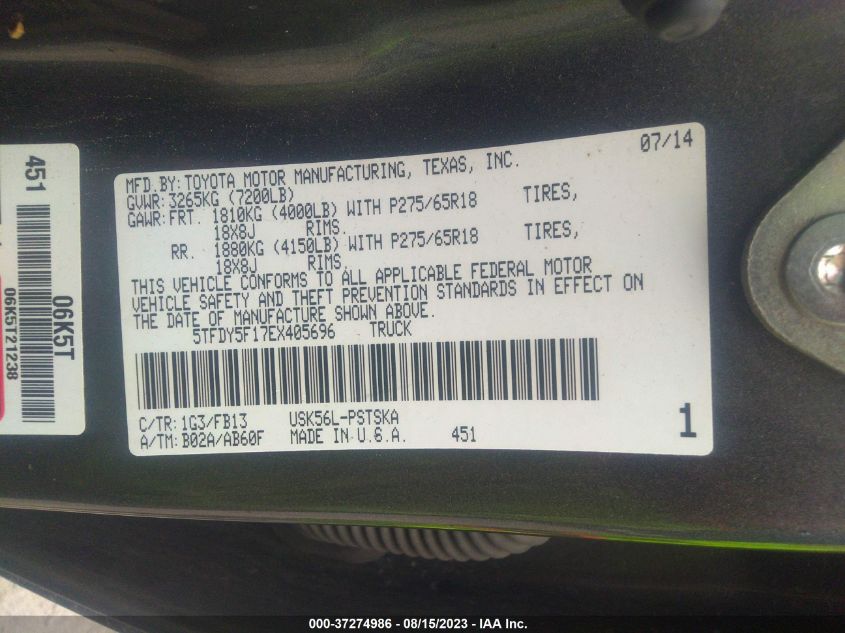 451
06K5T
06K5T21238
07/14
MFD.BY:TOYOTA MOTOR MANUFACTURING, TEXAS, INC.
GVWR:3265KG (7200LB)
GAWR:FRT. 1810KG (4000LB) WITH P275/65R18 TIRES,
18X8J RIMS.
RR. 1880KG (4150LB) WITH P275/65R18 TIRES,
18X8J RIMS.
THIS VEHICLE CONFORMS TO ALL APPLICABLE FEDERAL MOTOR
VEHICLE SAFETY AND THEFT PREVENTION STANDARDS IN EFFECT ON
THE DATE OF MANUFACTURE SHOWN ABOVE.
5TFDY5F17EX405696 TRUCK
C/TR:1G3/FB13 USK56L-PSTSKA
A/TM:B02A/AB60F MADE IN U.S.A. 451
1
000-37274986 - 08/15/2023 - IAA Inc.